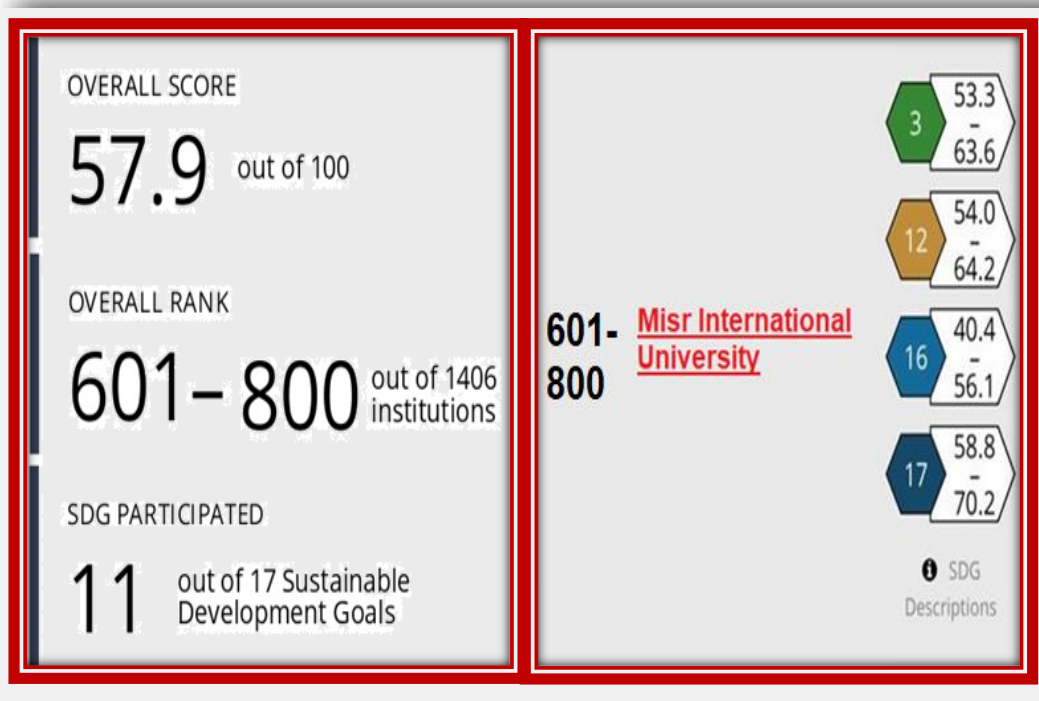 OVERALL SCORE
57.9 out of 100
OVERALL RANK
601– 800 out of 1406
institutions
SDG PARTICIPATED
11 out of 17 Sustainable
Development Goals
601-
800
Misr International
University
3
53.3
–
63.6
12
54.0
–
64.2
16
40.4
–
56.1
17
58.8
–
70.2
SDG
Descriptions